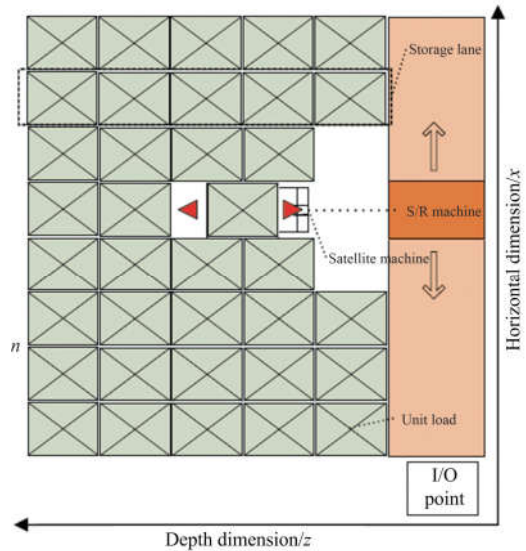 Storage lane
S/R machine
Satellite machine
Horizontal dimension/x
n
Unit load
I/O
point
Depth dimension/z